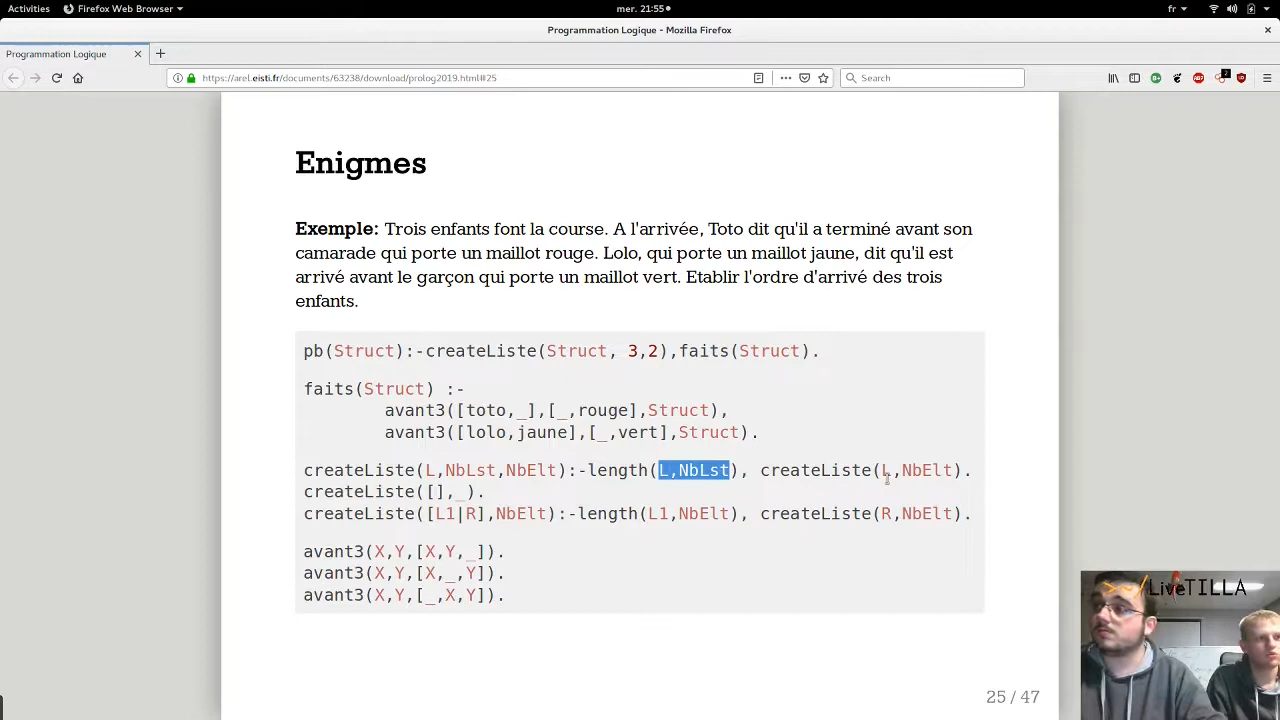 Activities Firefox Web Browser mer. 21:55 fr
Programmation Logique - Mozilla Firefox
Programmation Logique
https://arel.eisti.fr/documents/63238/download/prolog2019.html#25 Search
2
Enigmes
Exemple: Trois enfants font la course. A l'arrivée, Toto dit qu'il a terminé avant son
camarade qui porte un maillot rouge. Lolo, qui porte un maillot jaune, dit qu'il est
arrivé avant le garçon qui porte un maillot vert. Etablir l'ordre d'arrivé des trois
enfants.
pb(Struct):-createListe(Struct, 3,2),faits(Struct).
faits(Struct) :-
avant3([toto,_],[_,rouge],Struct),
avant3([lolo,jaune],[_,vert],Struct).
createListe(L,NbLst,NbElt):-length(L,NbLst), createListe(L,NbElt).
createListe([],_).
createListe([L1|R],NbElt):-length(L1,NbElt), createListe(R,NbElt).
avant3(X,Y,[X,Y,_]).
avant3(X,Y,[X,_,Y]).
avant3(X,Y,[_,X,Y]).
LiveTILLA
25 / 47